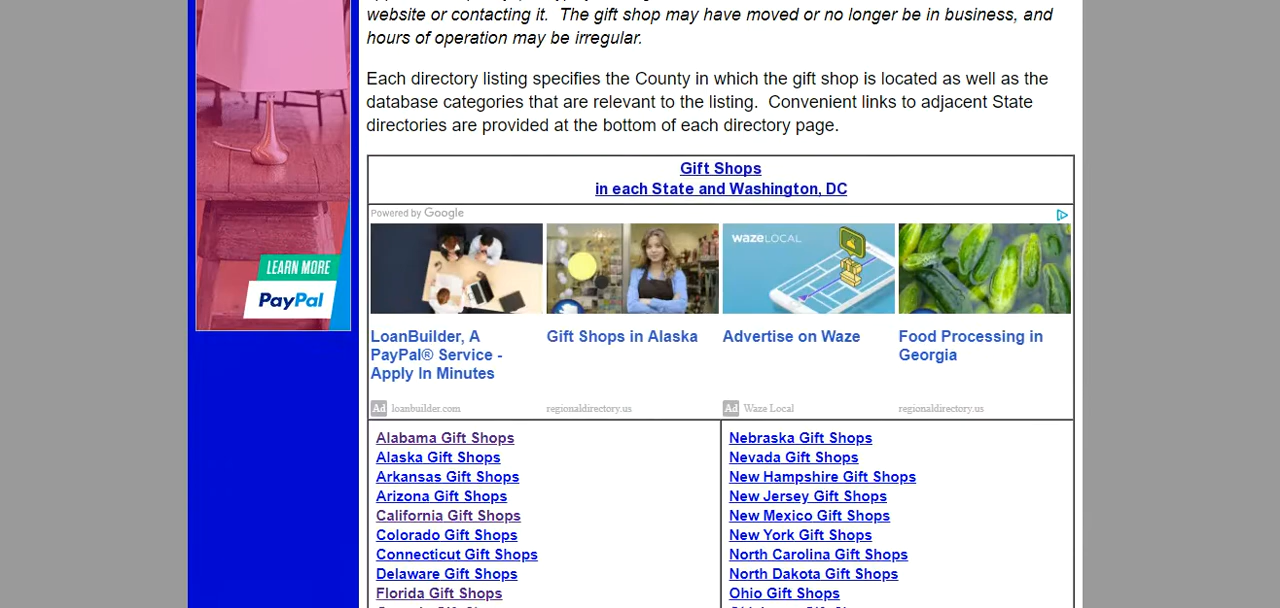 website or contacting it.  The gift shop may have moved or no longer be in business, and
hours of operation may be irregular.
Each directory listing specifies the County in which the gift shop is located as well as the
database categories that are relevant to the listing.  Convenient links to adjacent State
directories are provided at the bottom of each directory page.
LEARN MORE
PayPal
Gift Shops
in each State and Washington, DC
Powered by Google
waze LOCAL
LoanBuilder, A
PayPal® Service -
Apply In Minutes
Ad loanbuilder.com
Gift Shops in Alaska
regionaldirectory.us
Advertise on Waze
Ad Waze Local
Food Processing in
Georgia
regionaldirectory.us
Alabama Gift Shops
Alaska Gift Shops
Arkansas Gift Shops
Arizona Gift Shops
California Gift Shops
Colorado Gift Shops
Connecticut Gift Shops
Delaware Gift Shops
Florida Gift Shops
Nebraska Gift Shops
Nevada Gift Shops
New Hampshire Gift Shops
New Jersey Gift Shops
New Mexico Gift Shops
New York Gift Shops
North Carolina Gift Shops
North Dakota Gift Shops
Ohio Gift Shops